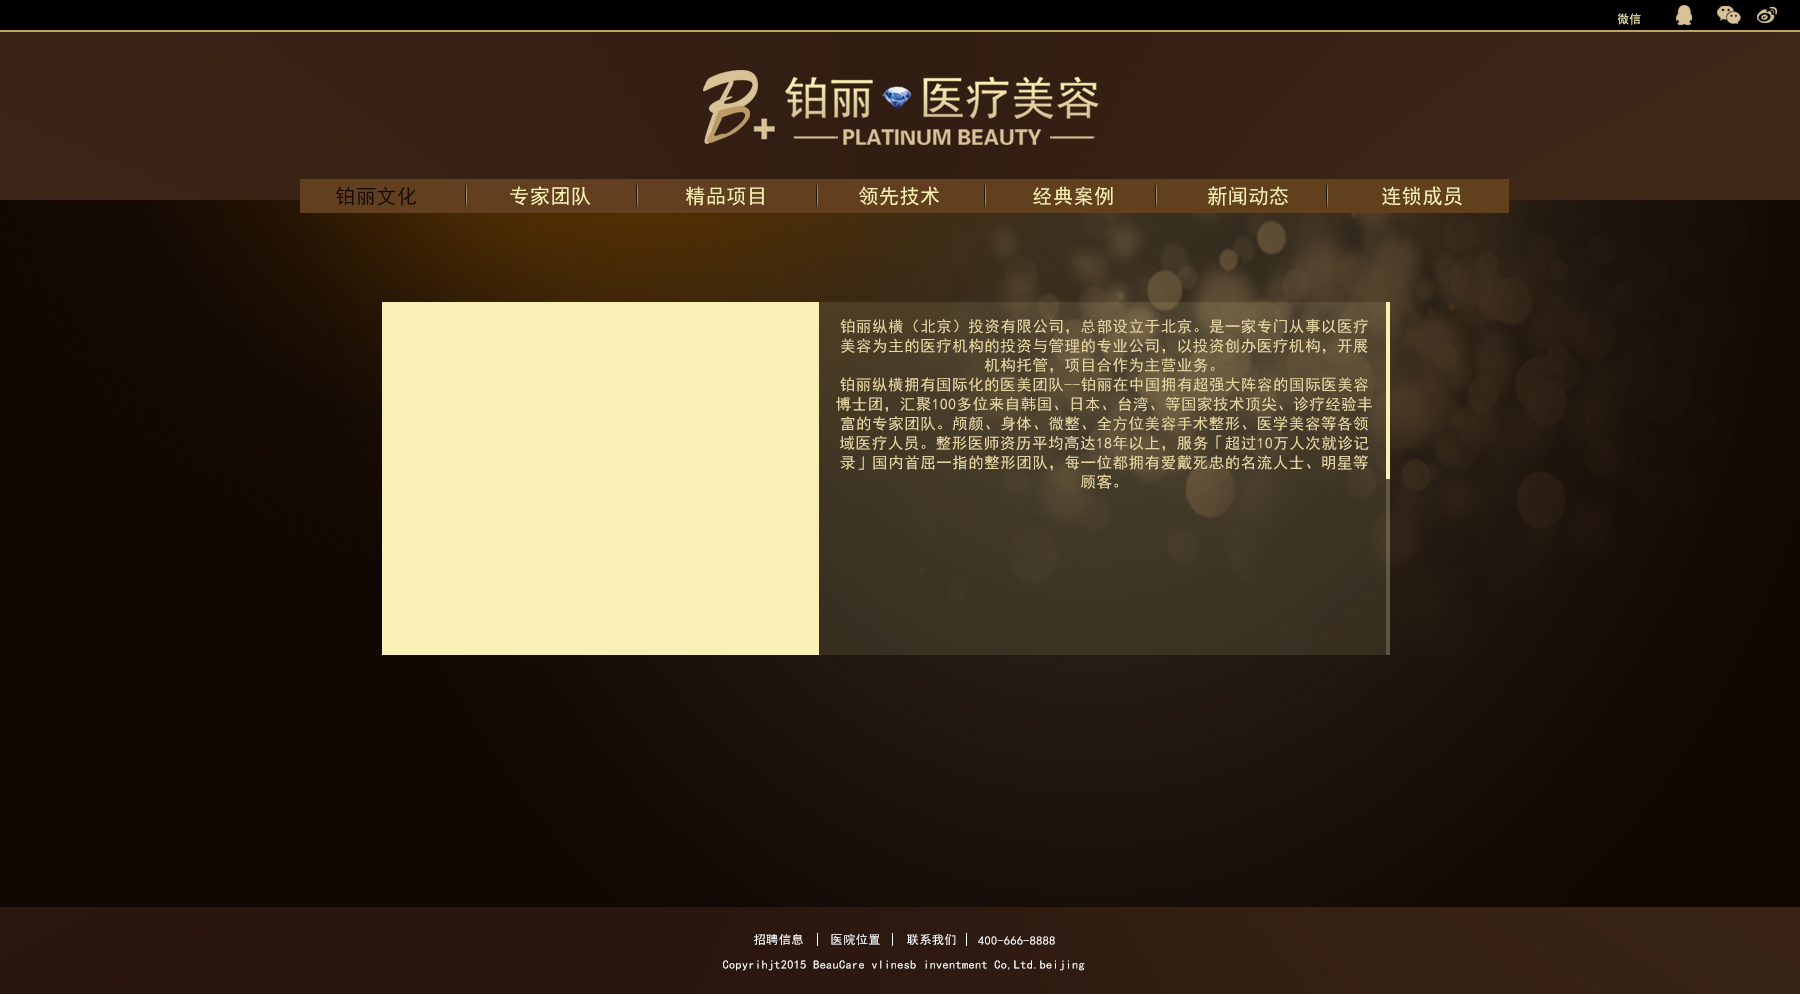 微信
B+ 铂丽 医疗美容
PLATINUM BEAUTY
铂丽文化 专家团队 精品项目 领先技术 经典案例 新闻动态 连锁成员
铂丽纵横（北京）投资有限公司，总部设立于北京。是一家专门从事以医疗
美容为主的医疗机构的投资与管理的专业公司，以投资创办医疗机构，开展
机构托管，项目合作为主营业务。
铂丽纵横拥有国际化的医美团队--铂丽在中国拥有超强大阵容的国际医美容
博士团，汇聚100多位来自韩国、日本、台湾、等国家技术顶尖、诊疗经验丰
富的专家团队。颅颜、身体、微整、全方位美容手术整形、医学美容等各领
域医疗人员。整形医师资历平均高达18年以上，服务「超过10万人次就诊记
录」国内首屈一指的整形团队，每一位都拥有爱戴死忠的名流人士、明星等
顾客。
招聘信息 | 医院位置 | 联系我们 | 400-666-8888
Copyrihjt2015 BeauCare vlinesb inventment Co,Ltd.beijing